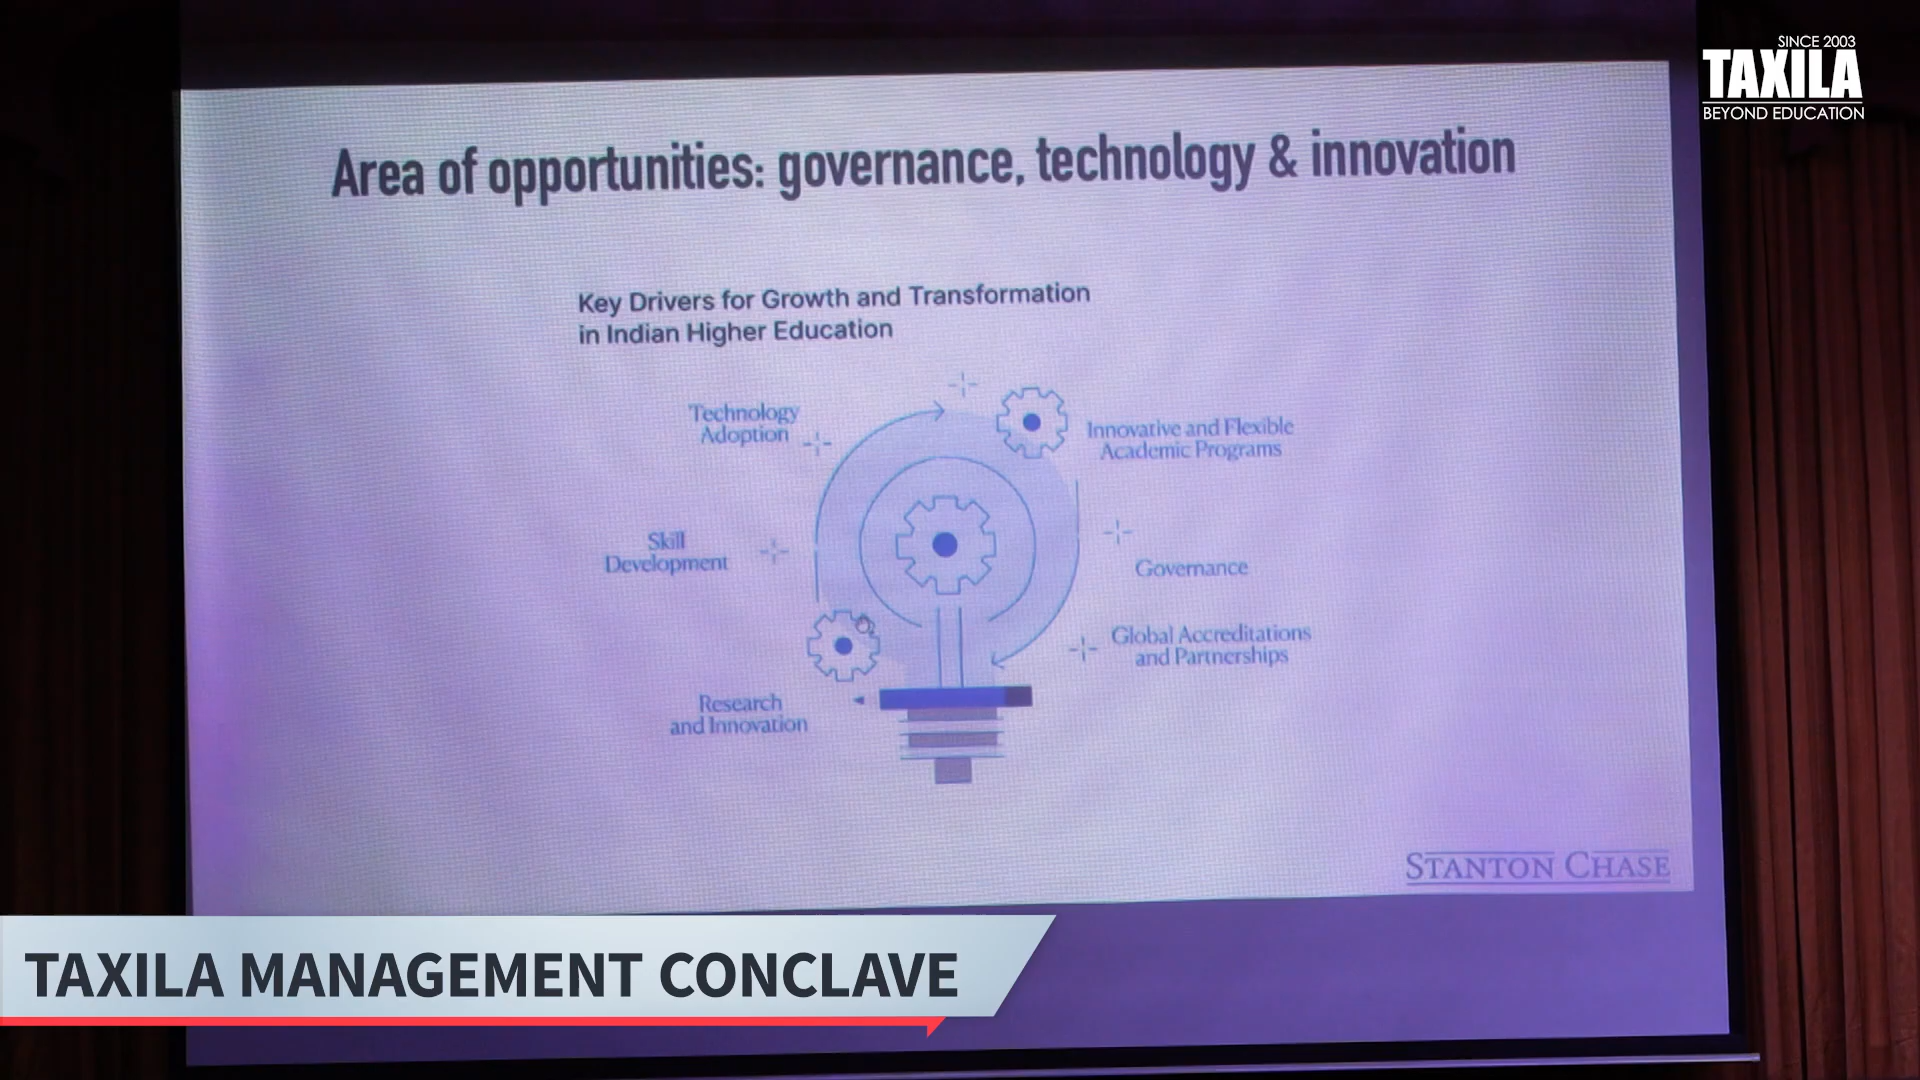 SINCE 2003
TAXILA
BEYOND EDUCATION
Area of opportunities: governance, technology & innovation
Key Drivers for Growth and Transformation
in Indian Higher Education
Technology
Adoption
Innovative and Flexible
Academic Programs
Skill
Development
Governance
Global Accreditations
and Partnerships
Research
and Innovation
STANTON CHASE
TAXILA MANAGEMENT CONCLAVE